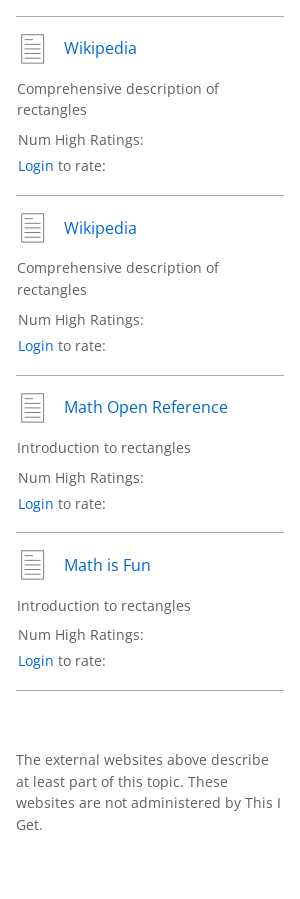 Wikipedia
Comprehensive description of
rectangles
Num High Ratings:
Login to rate:
Wikipedia
Comprehensive description of
rectangles
Num High Ratings:
Login to rate:
Math Open Reference
Introduction to rectangles
Num High Ratings:
Login to rate:
Math is Fun
Introduction to rectangles
Num High Ratings:
Login to rate:
The external websites above describe
at least part of this topic. These
websites are not administered by This I
Get.